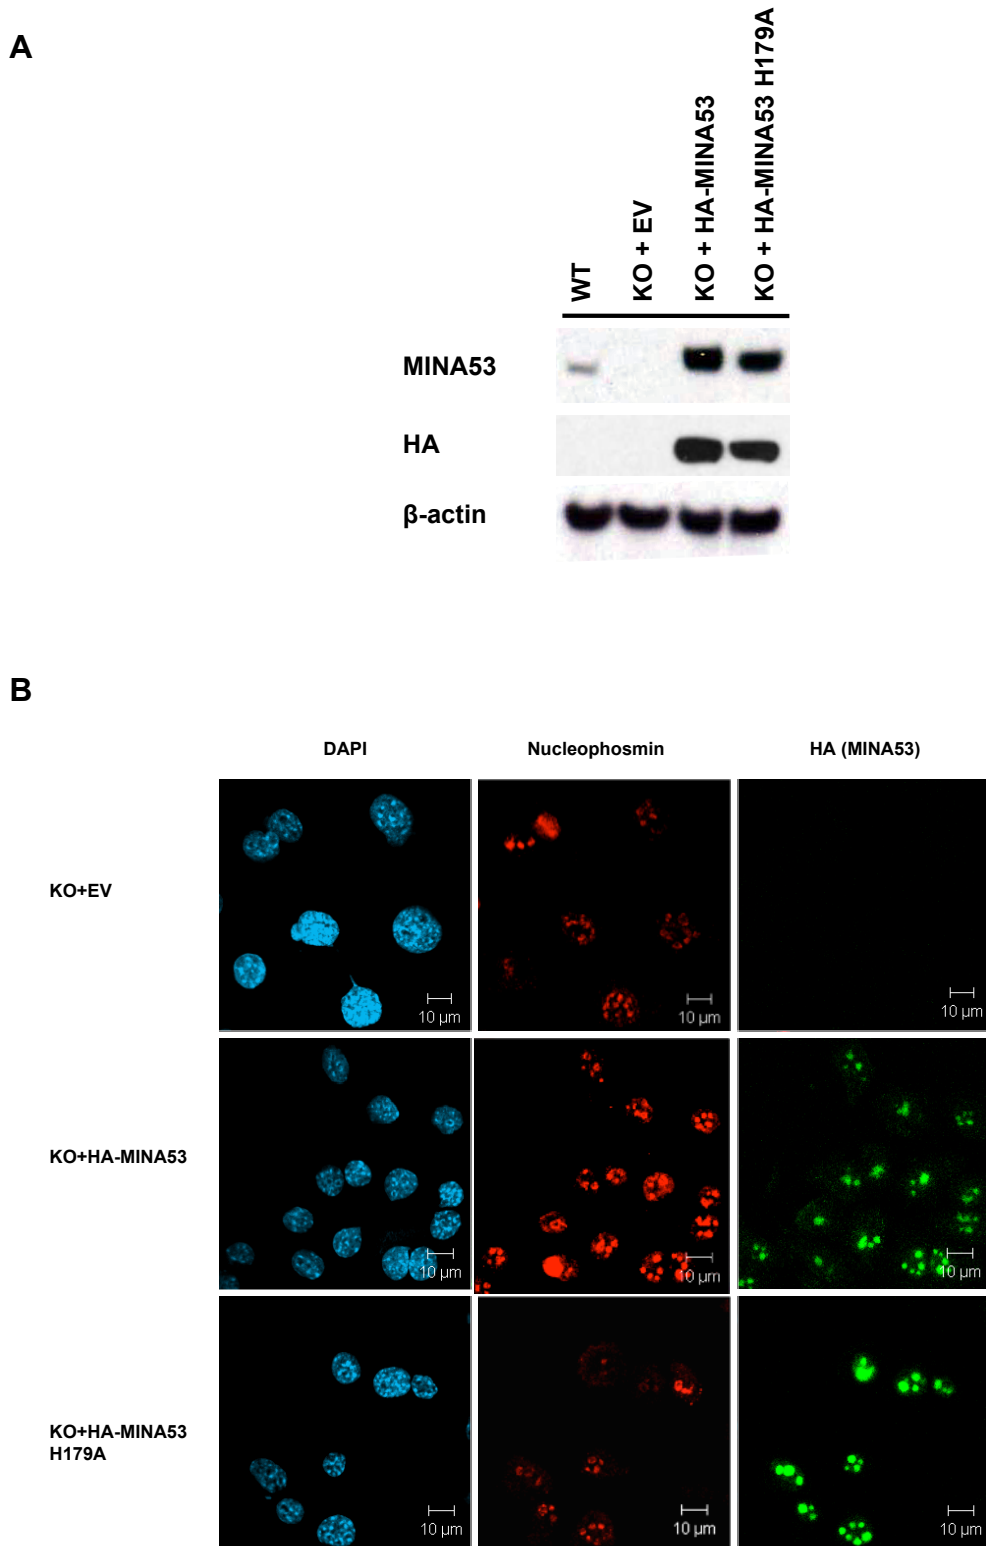 A
WT
KO + EV
KO + HA-MINA53
KO + HA-MINA53 H179A
MINA53
HA
β-actin
B
DAPI
Nucleophosmin
HA (MINA53)
KO+EV
10 µm
10 µm
10 µm
KO+HA-MINA53
10 µm
10 µm
10 µm
KO+HA-MINA53
H179A
10 µm
10 µm
10 µm